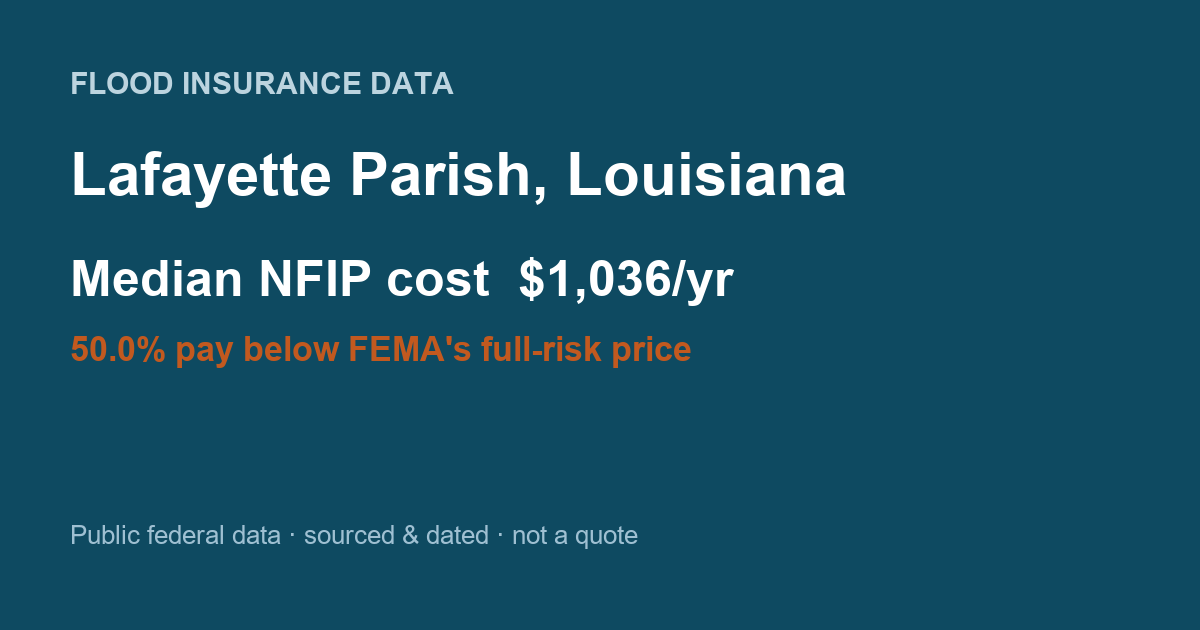 FLOOD INSURANCE DATA
Lafayette Parish, Louisiana
Median NFIP cost  $1,036/yr
50.0% pay below FEMA's full-risk price
Public federal data · sourced & dated · not a quote